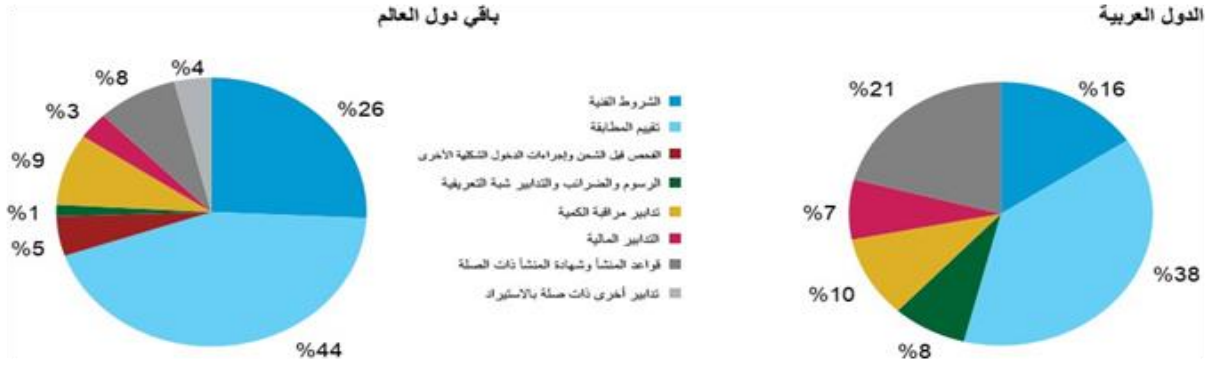 الدول العربية
باقي دول العالم
%16
%38
%8
%10
%7
%21
الشروط الفنية
تقييم المطابقة
الفحص قبل الشحن وإجراءات الدخول الشكلية الأخرى
الرسوم والضرائب والتدابير شبة التعريفية
تدابير مراقبة الكمية
التدابير المالية
قواعد المنشأ وشهادة المنشأ ذات الصلة
تدابير أخرى ذات صلة بالاستيراد
%26
%44
%5
%1
%9
%3
%8
%4